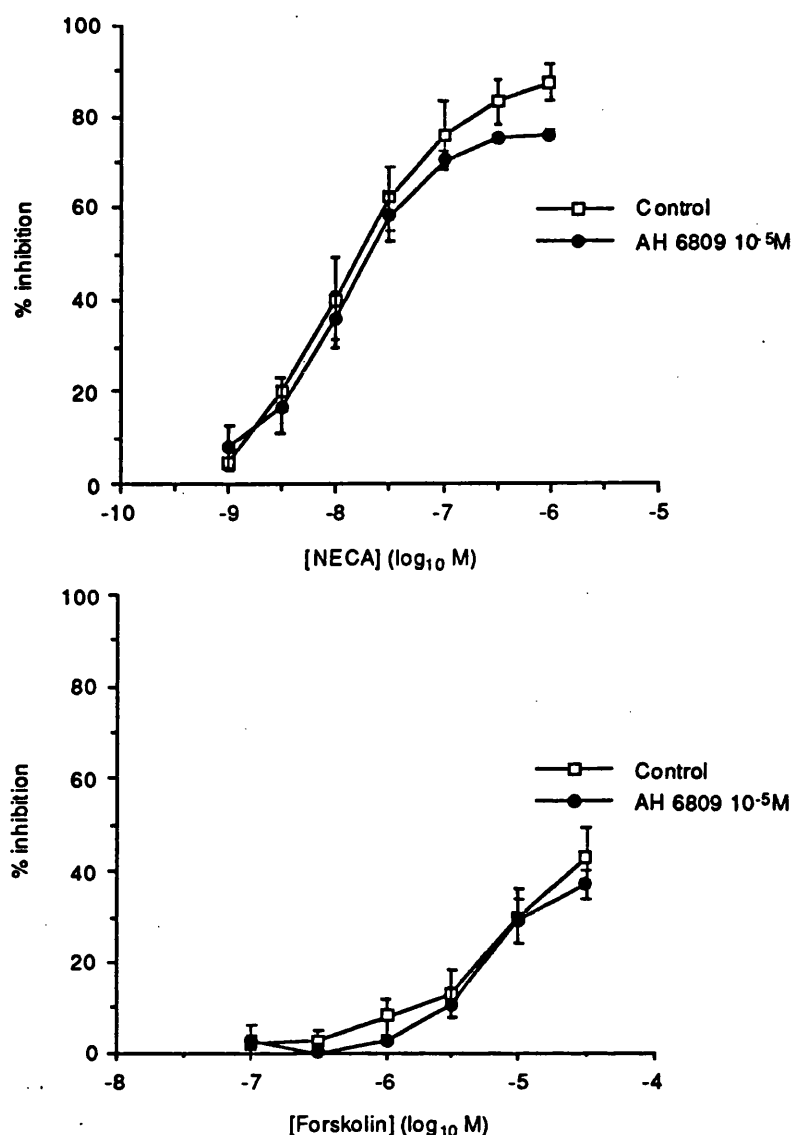 100
80
60
40
20
0
% inhibition
-10 -9 -8 -7 -6 -5
[NECA] (log10 M)
Control
AH 6809 10-5M
100
80
60
40
20
0
% inhibition
-8 -7 -6 -5 -4
[Forskolin] (log10 M)
Control
AH 6809 10-5M